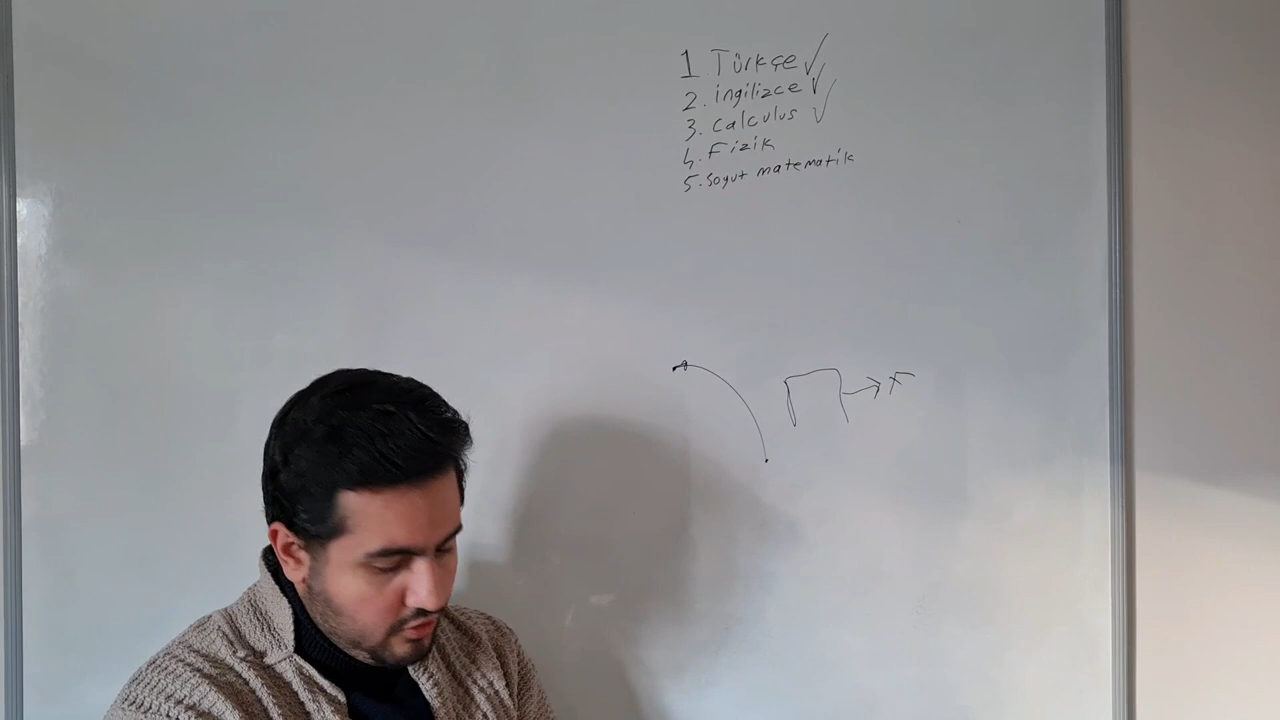 1. Türkçe ✓
2. ingilizce ✓
3. calculus ✓
4. Fizik
5. Soyut matematik